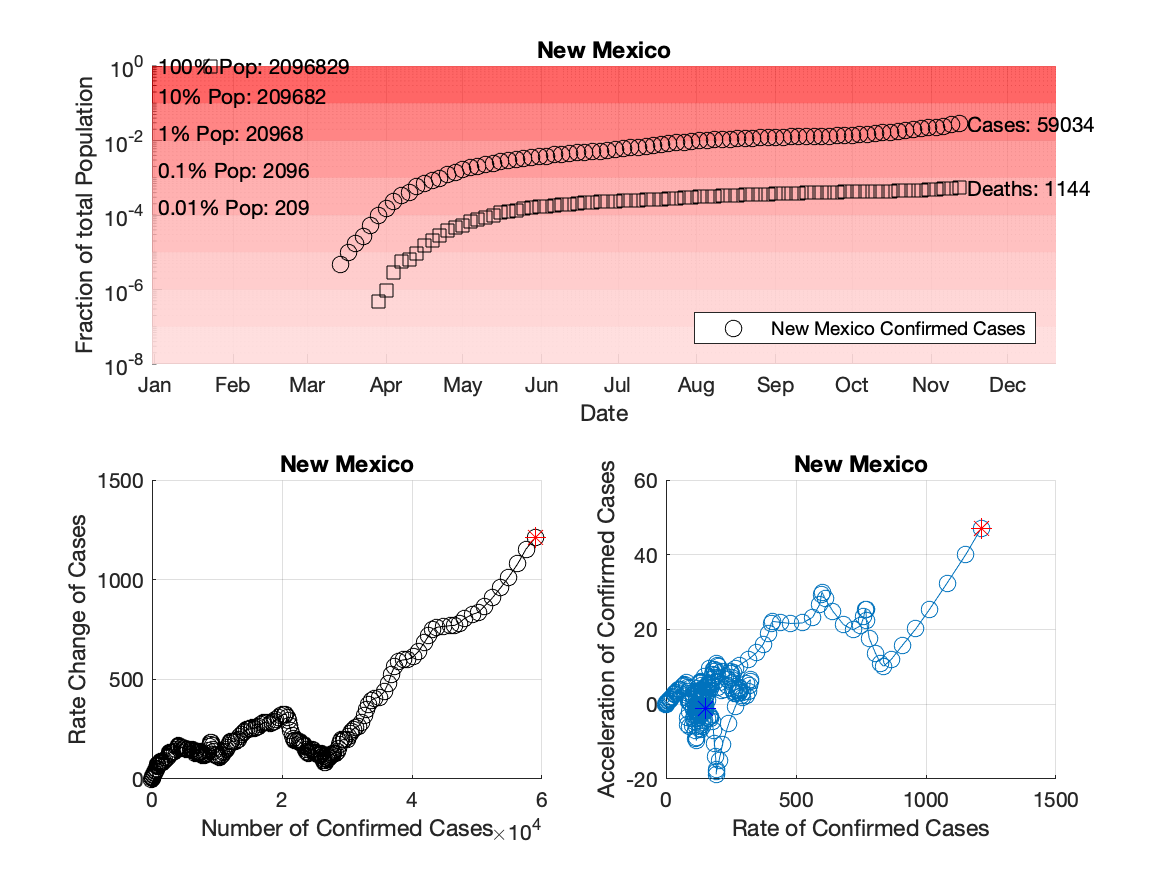 New Mexico
10^0
10^-2
10^-4
10^-6
10^-8
Fraction of total Population
100% Pop: 2096829
10% Pop: 209682
1% Pop: 20968
0.1% Pop: 2096
0.01% Pop: 209
Cases: 59034
Deaths: 1144
New Mexico Confirmed Cases
Jan Feb Mar Apr May Jun Jul Aug Sep Oct Nov Dec
Date
New Mexico
1500
1000
500
0
Rate Change of Cases
0 2 4 6
Number of Confirmed Cases
×10^4
New Mexico
60
40
20
0
-20
Acceleration of Confirmed Cases
0 500 1000 1500
Rate of Confirmed Cases